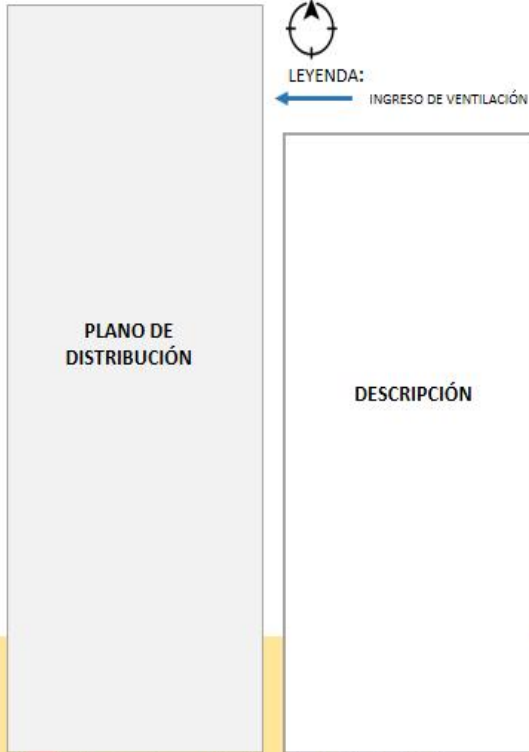 LEYENDA:
INGRESO DE VENTILACIÓN
PLANO DE
DISTRIBUCIÓN
DESCRIPCIÓN